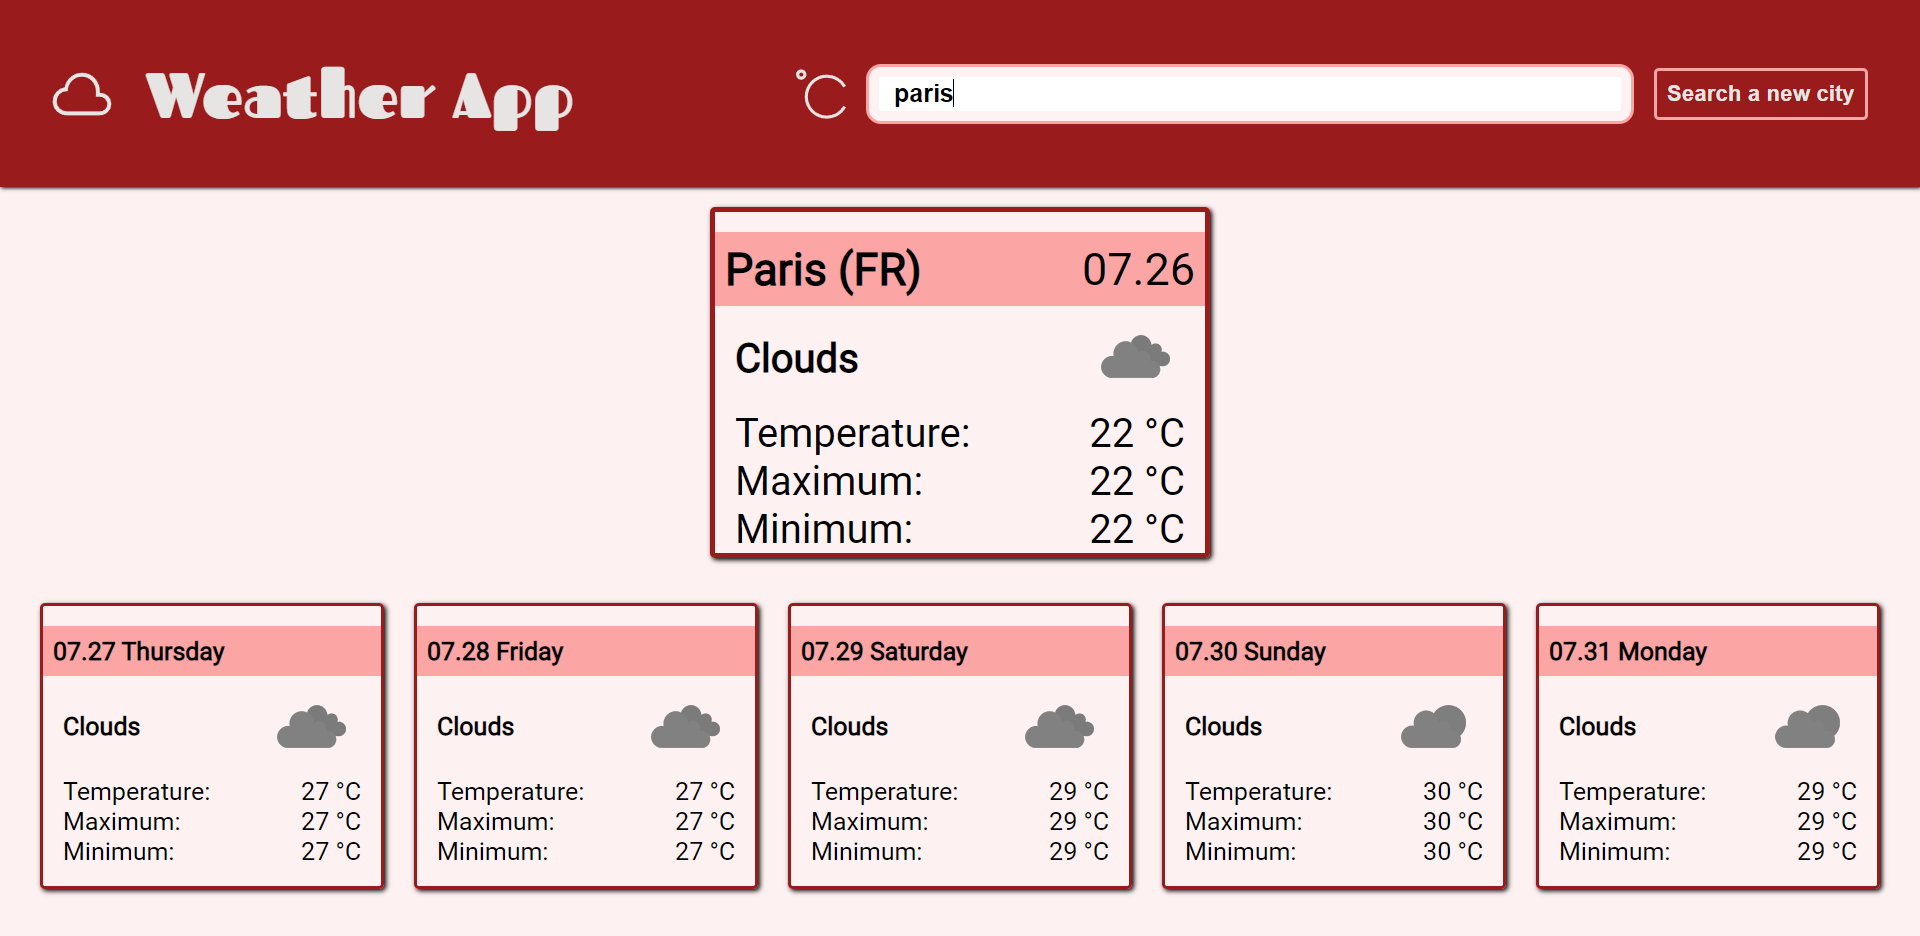 Weather App
°C
paris
Search a new city
Paris (FR) 07.26
Clouds
Temperature: 22 °C
Maximum: 22 °C
Minimum: 22 °C
07.27 Thursday
Clouds
Temperature: 27 °C
Maximum: 27 °C
Minimum: 27 °C
07.28 Friday
Clouds
Temperature: 27 °C
Maximum: 27 °C
Minimum: 27 °C
07.29 Saturday
Clouds
Temperature: 29 °C
Maximum: 29 °C
Minimum: 29 °C
07.30 Sunday
Clouds
Temperature: 30 °C
Maximum: 30 °C
Minimum: 30 °C
07.31 Monday
Clouds
Temperature: 29 °C
Maximum: 29 °C
Minimum: 29 °C